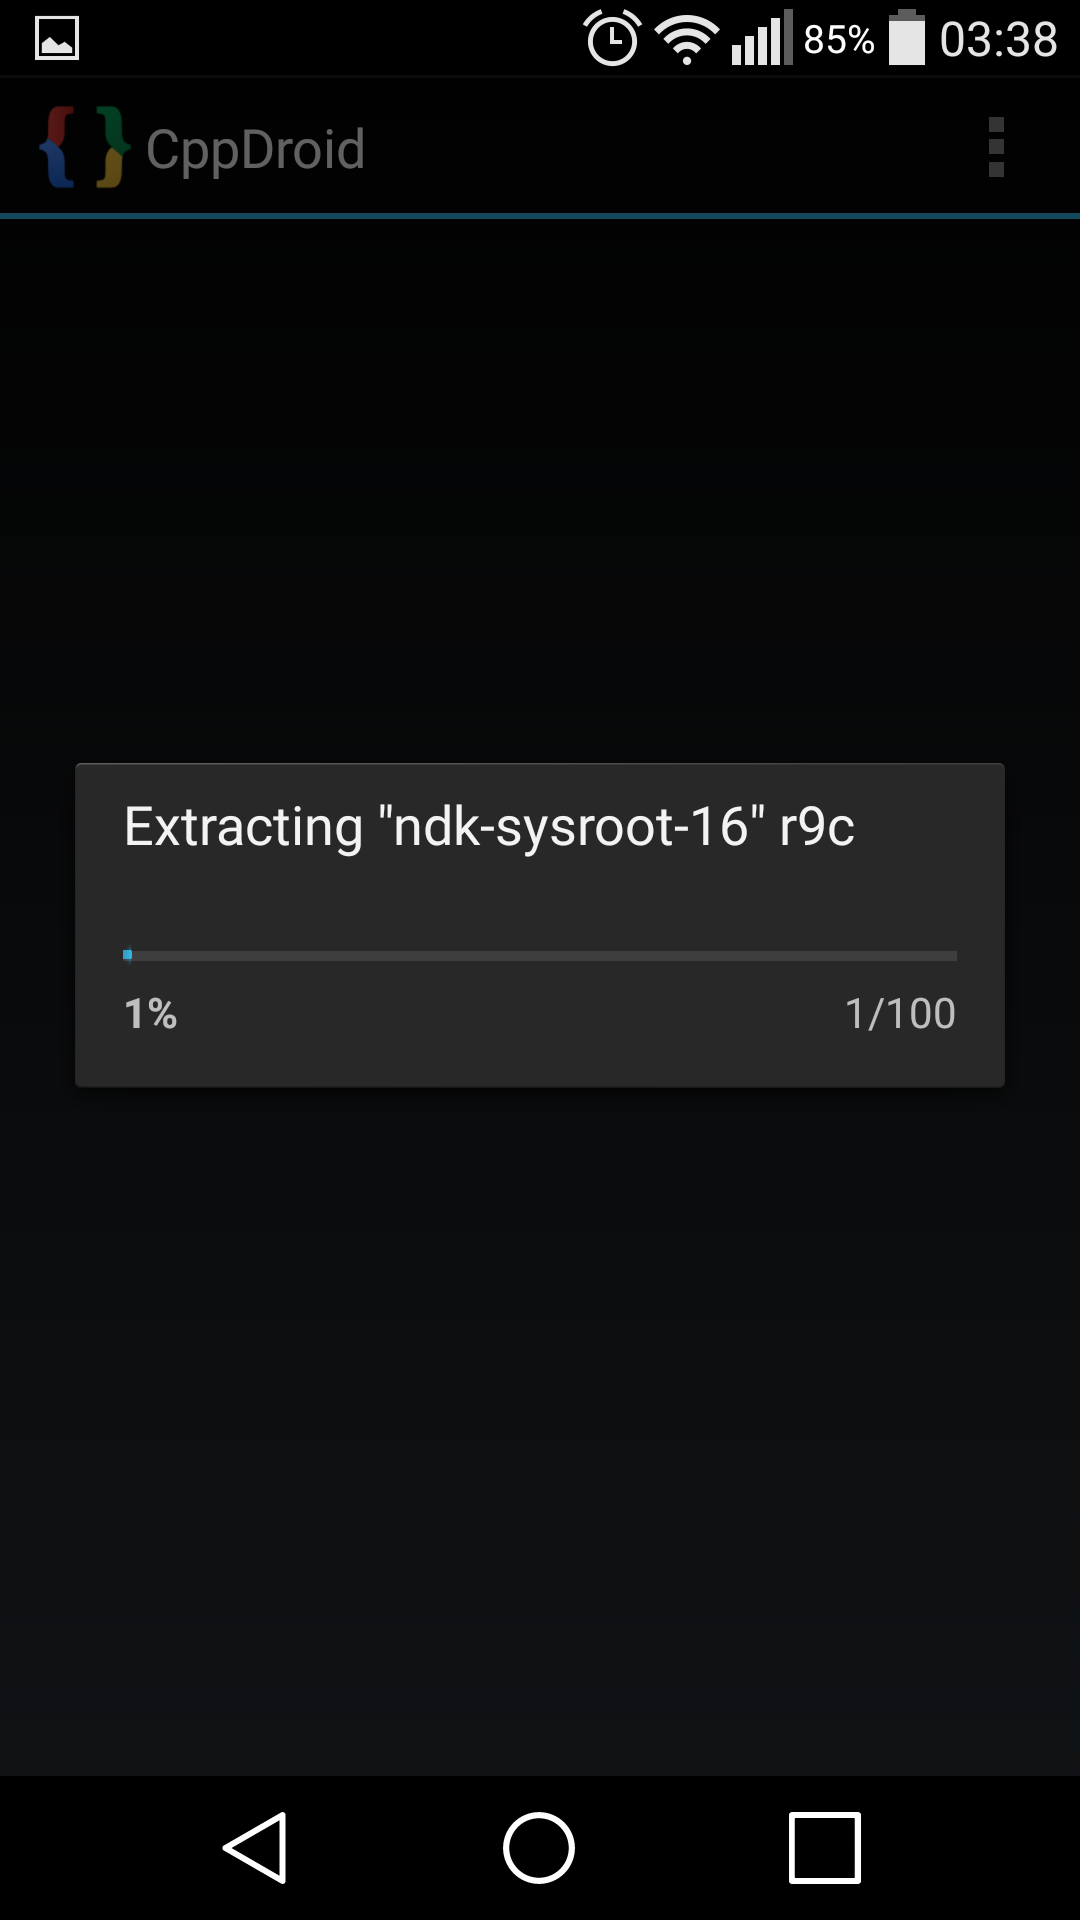 85% 03:38
{ } CppDroid
Extracting "ndk-sysroot-16" r9c
1% 1/100